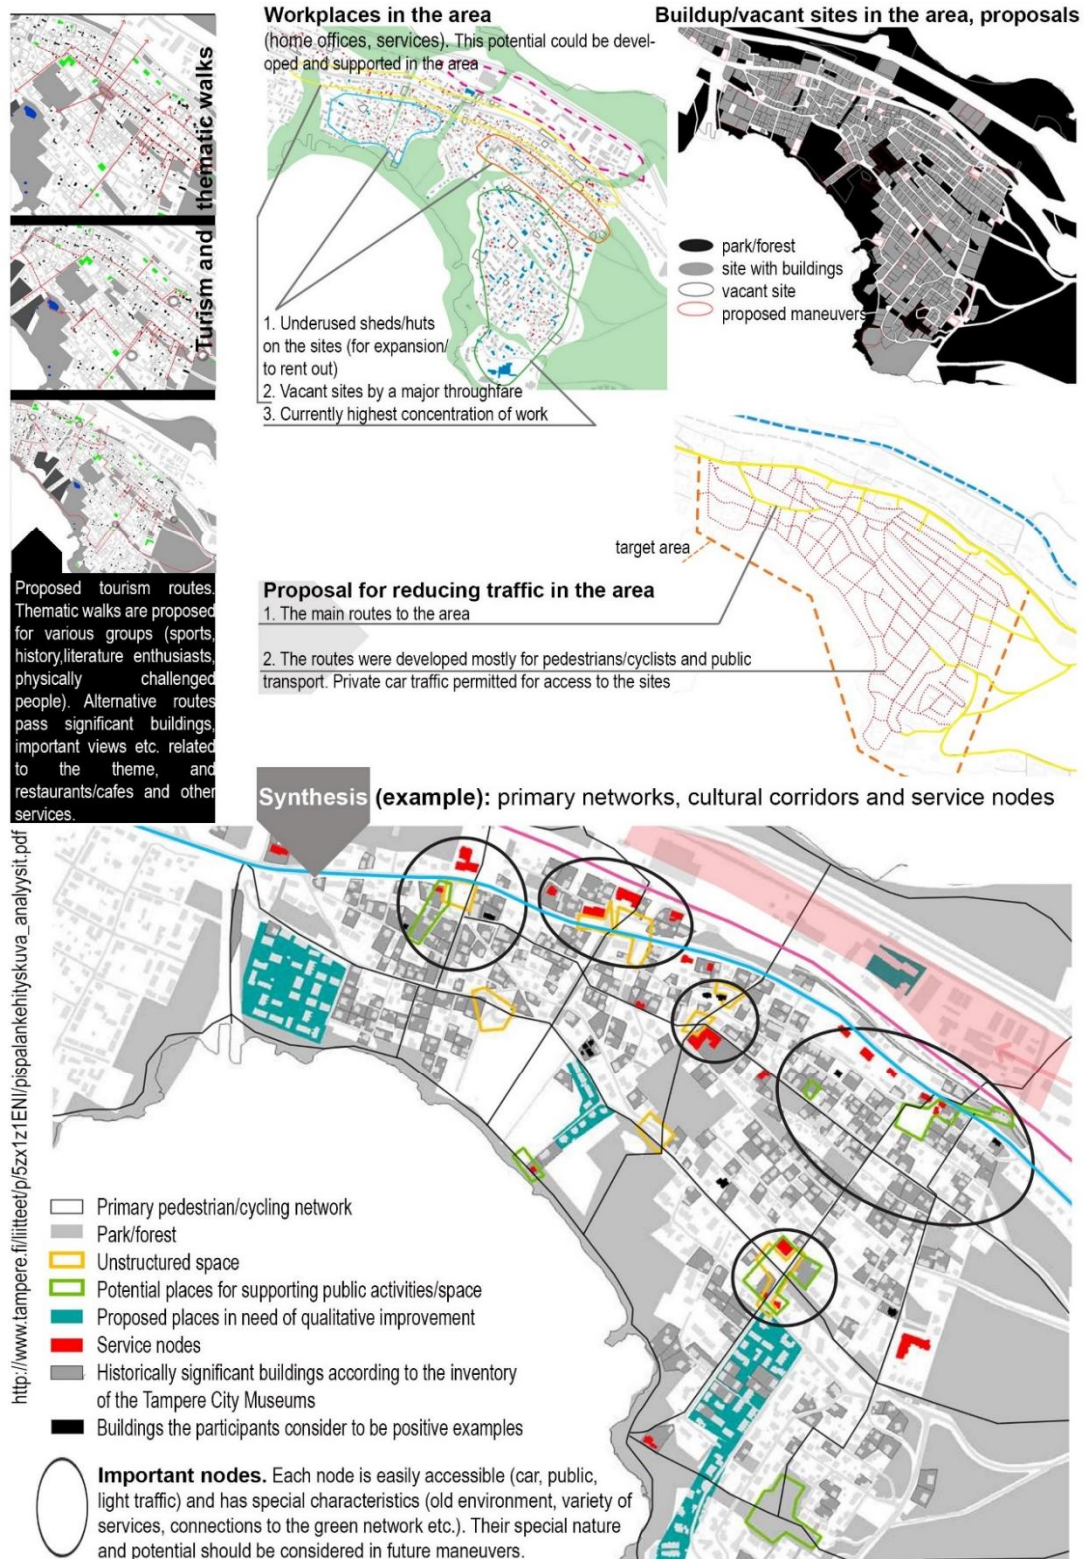 Turism and thematic walks
Proposed tourism routes.
Thematic walks are proposed
for various groups (sports,
history,literature enthusiasts,
physically challenged
people). Alternative routes
pass significant buildings,
important views etc. related
to the theme, and
restaurants/cafes and other
services.
Workplaces in the area
(home offices, services). This potential could be devel-
oped and supported in the area
1. Underused sheds/huts
on the sites (for expansion/
to rent out)
2. Vacant sites by a major throughfare
3. Currently highest concentration of work
Buildup/vacant sites in the area, proposals
park/forest
site with buildings
vacant site
proposed maneuvers
target area
Proposal for reducing traffic in the area
1. The main routes to the area
2. The routes were developed mostly for pedestrians/cyclists and public
transport. Private car traffic permitted for access to the sites
Synthesis (example): primary networks, cultural corridors and service nodes
http://www.tampere.fi/liitteet/p/5zx1z1ENI/pispalankehityskuva_analyysit.pdf
Primary pedestrian/cycling network
Park/forest
Unstructured space
Potential places for supporting public activities/space
Proposed places in need of qualitative improvement
Service nodes
Historically significant buildings according to the inventory
of the Tampere City Museums
Buildings the participants consider to be positive examples
Important nodes. Each node is easily accessible (car, public,
light traffic) and has special characteristics (old environment, variety of
services, connections to the green network etc.). Their special nature
and potential should be considered in future maneuvers.